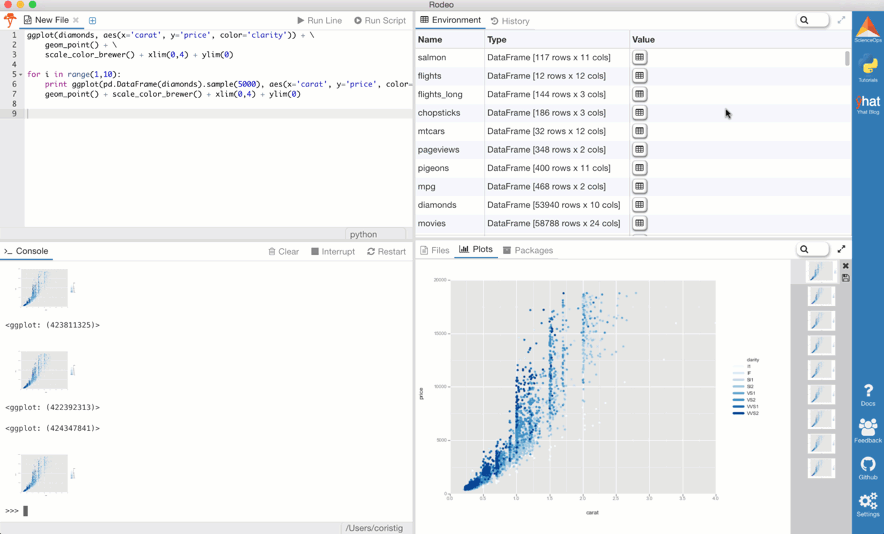 Rodeo
New File
Run Line
Run Script
1 ggplot(diamonds, aes(x='carat', y='price', color='clarity')) + \
2 geom_point() + \
3 scale_color_brewer() + xlim(0,4) + ylim(0)
4
5 for i in range(1,10):
6 print ggplot(pd.DataFrame(diamonds).sample(5000), aes(x='carat', y='price', color=
7 geom_point() + scale_color_brewer() + xlim(0,4) + ylim(0)
8
9
python
Console
Clear
Interrupt
Restart
<ggplot: (423811325)>
<ggplot: (422392313)>
<ggplot: (424347841)>
>>>
/Users/coristig
Environment
History
Name Type Value
salmon DataFrame [117 rows x 11 cols]
flights DataFrame [12 rows x 12 cols]
flights_long DataFrame [144 rows x 3 cols]
chopsticks DataFrame [186 rows x 3 cols]
mtcars DataFrame [32 rows x 12 cols]
pageviews DataFrame [348 rows x 2 cols]
pigeons DataFrame [400 rows x 11 cols]
mpg DataFrame [468 rows x 2 cols]
diamonds DataFrame [53940 rows x 10 cols]
movies DataFrame [58788 rows x 24 cols]
Files
Plots
Packages
20000
15000
10000
5000
0
price
0.0 0.5 1.0 1.5 2.0 2.5 3.0 3.5 4.0
carat
clarity
I1
IF
SI1
SI2
VS1
VS2
VVS1
VVS2
ScienceOps
Tutorials
ŷhat
Yhat Blog
?
Docs
Feedback
Github
Settings